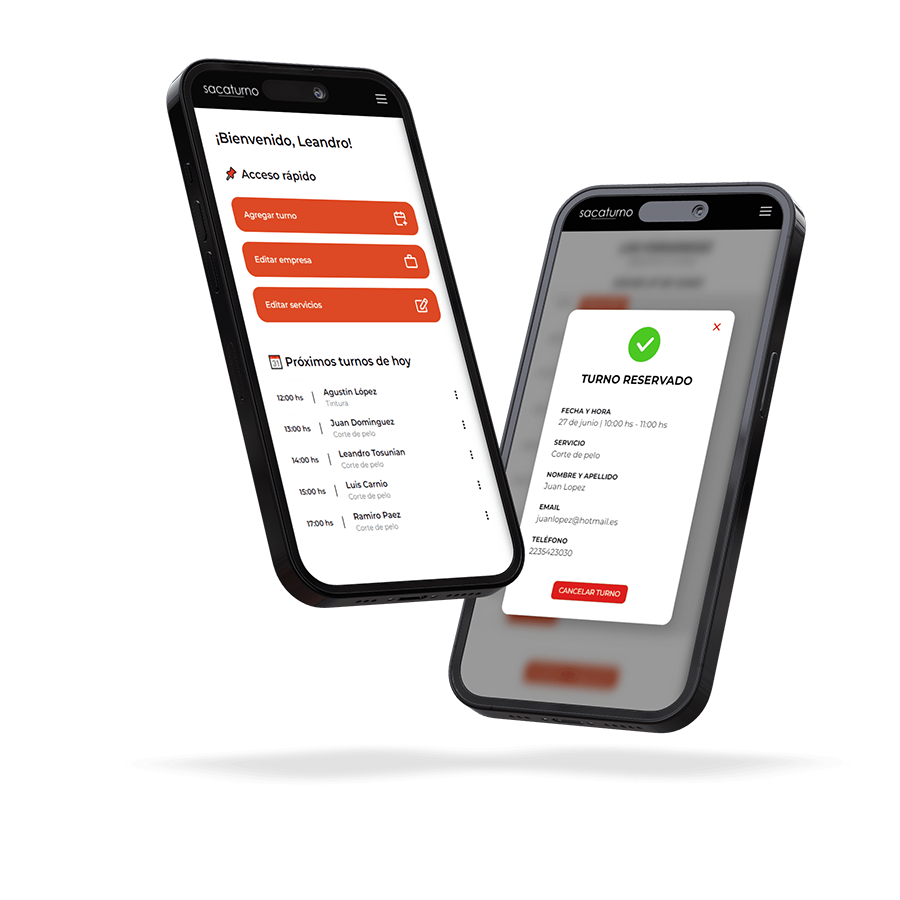 sacaturno
¡Bienvenido, Leandro!
Acceso rápido
Agregar turno
Editar empresa
Editar servicios
31 Próximos turnos de hoy
12:00 hs | Agustín López
Tintura
13:00 hs | Juan Dominguez
Corte de pelo
14:00 hs | Leandro Tosunian
Corte de pelo
15:00 hs | Luis Carnio
Corte de pelo
17:00 hs | Ramiro Paez
Corte de pelo
sacaturno
X
TURNO RESERVADO
FECHA Y HORA
27 de junio | 10:00 hs - 11:00 hs
SERVICIO
Corte de pelo
NOMBRE Y APELLIDO
Juan Lopez
EMAIL
juanlopez@hotmail.es
TELÉFONO
2235423030
CANCELAR TURNO